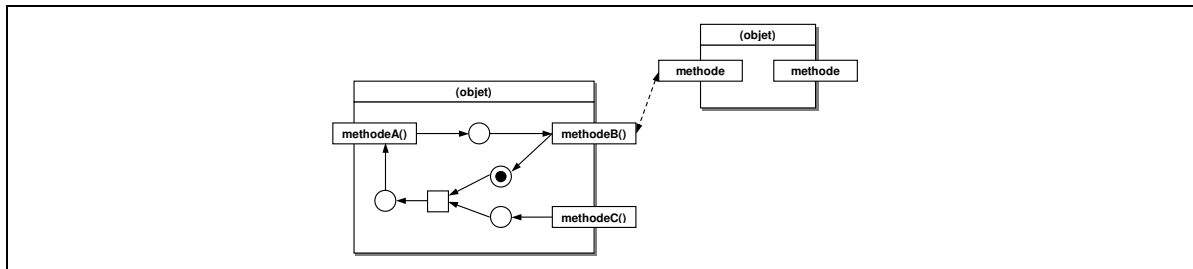 (objet)
methode
methode
(objet)
methodeA()
methodeB()
methodeC()